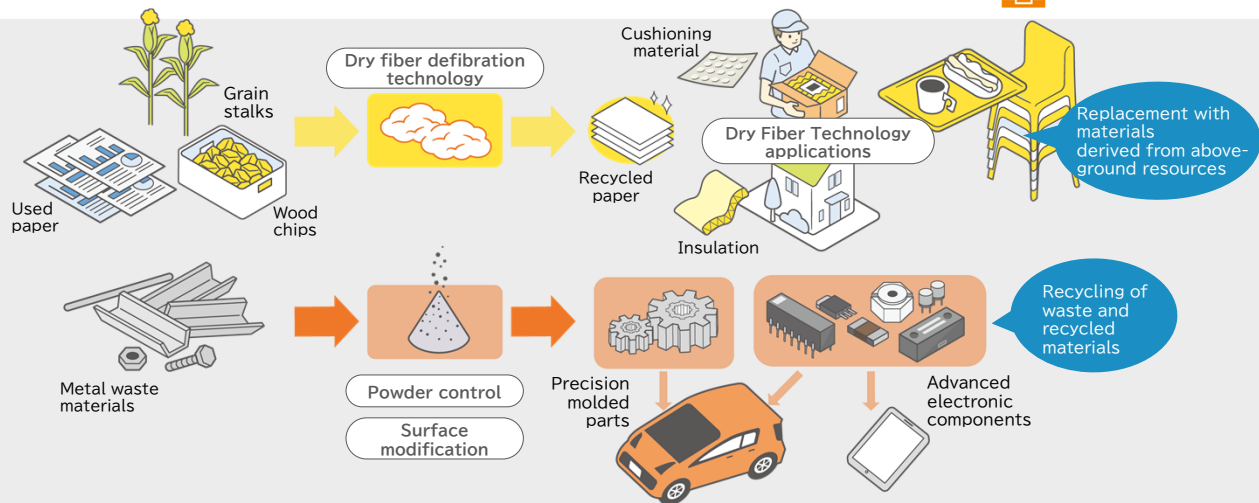 Grain
stalks
Used
paper
Wood
chips
Dry fiber defibration
technology
Recycled
paper
Cushioning
material
Dry Fiber Technology
applications
Insulation
Replacement with
materials
derived from above-
ground resources
Metal waste
materials
Powder control
Surface
modification
Precision
molded
parts
Advanced
electronic
components
Recycling of
waste and
recycled
materials